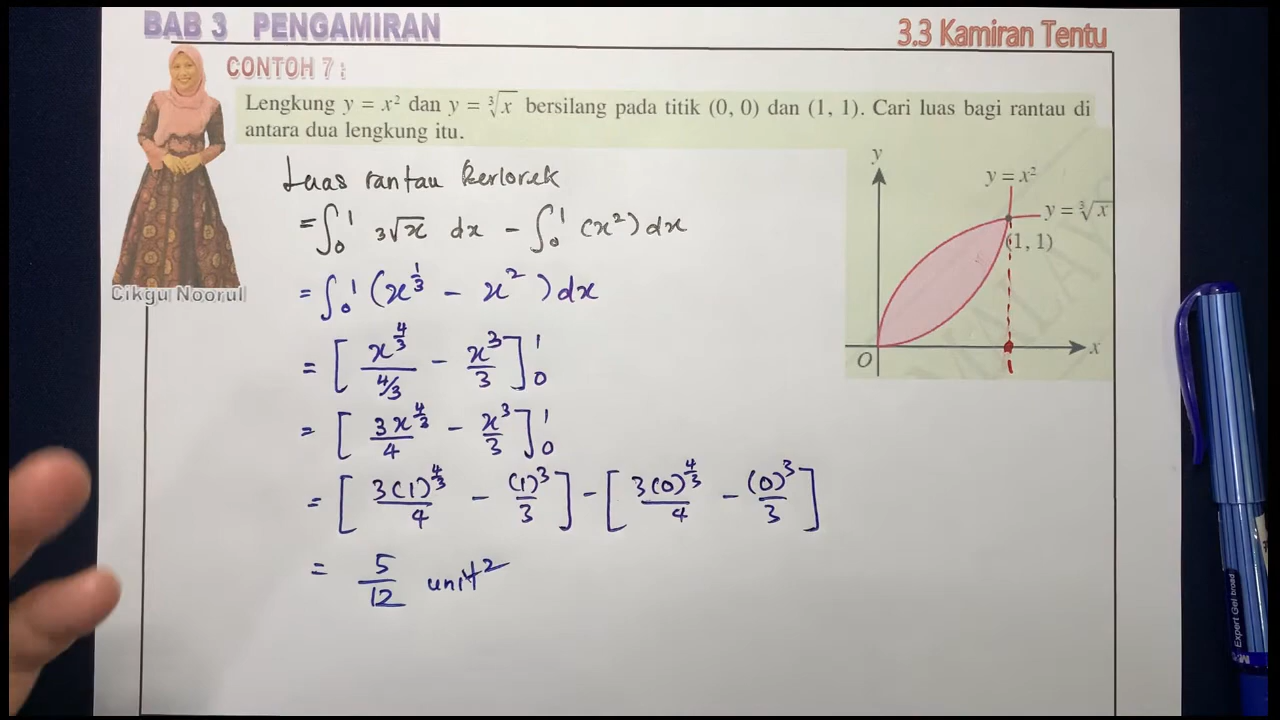 BAB 3 PENGAMIRAN
3.3 Kamiran Tentu
CONTOH 7 :
Lengkung y = x² dan y = ∛x bersilang pada titik (0, 0) dan (1, 1). Cari luas bagi rantau di
antara dua lengkung itu.
Luas rantau berlorek
= ∫₀¹ ∛x dx - ∫₀¹ (x²) dx
= ∫₀¹ (x^(1/3) - x²) dx
= [ x^(4/3) / (4/3) - x³/3 ]₀¹
= [ 3x^(4/3) / 4 - x³/3 ]₀¹
= [ 3(1)^(4/3) / 4 - (1)³/3 ] - [ 3(0)^(4/3) / 4 - (0)³/3 ]
= 5/12 unit²
Cikgu Noorul
y
y = x²
y = ∛x
(1, 1)
O
x
Expert Gel broad